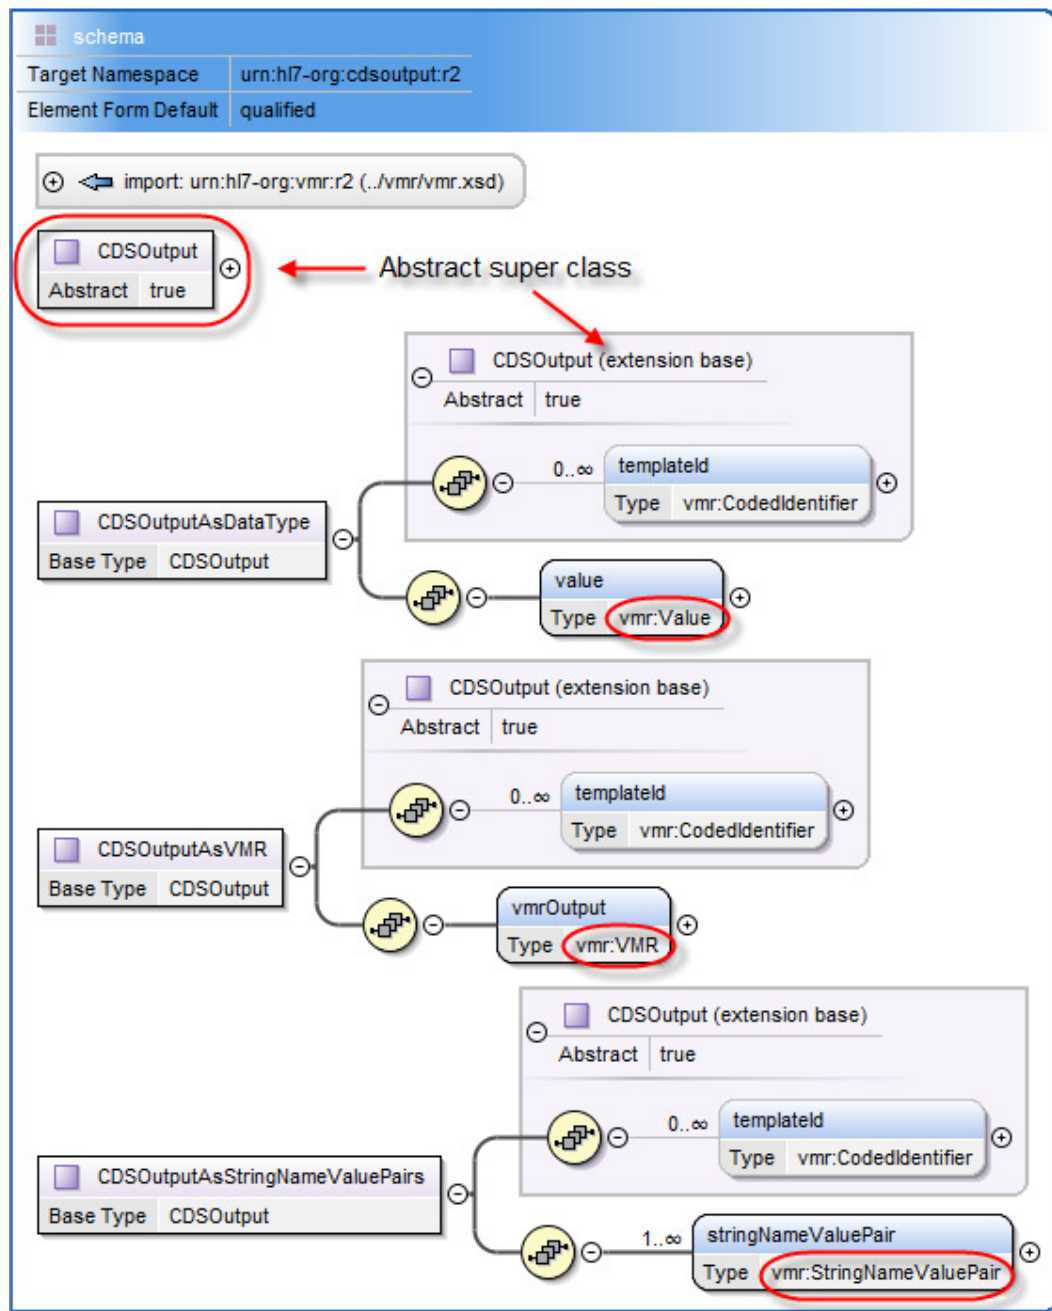 schema
Target Namespace urn:hl7-org:cdsoutput:r2
Element Form Default qualified
import: urn:hl7-org:vmr:r2 (../vmr/vmr.xsd)
CDSOutput
Abstract true
Abstract super class
CDSOutput (extension base)
Abstract true
0..∞ templateId
Type vmr:CodedIdentifier
CDSOutputAsDataType
Base Type CDSOutput
value
Type vmr:Value
CDSOutput (extension base)
Abstract true
0..∞ templateId
Type vmr:CodedIdentifier
CDSOutputAsVMR
Base Type CDSOutput
vmrOutput
Type vmr:VMR
CDSOutput (extension base)
Abstract true
0..∞ templateId
Type vmr:CodedIdentifier
CDSOutputAsStringNameValuePairs
Base Type CDSOutput
1..∞ stringNameValuePair
Type vmr:StringNameValuePair